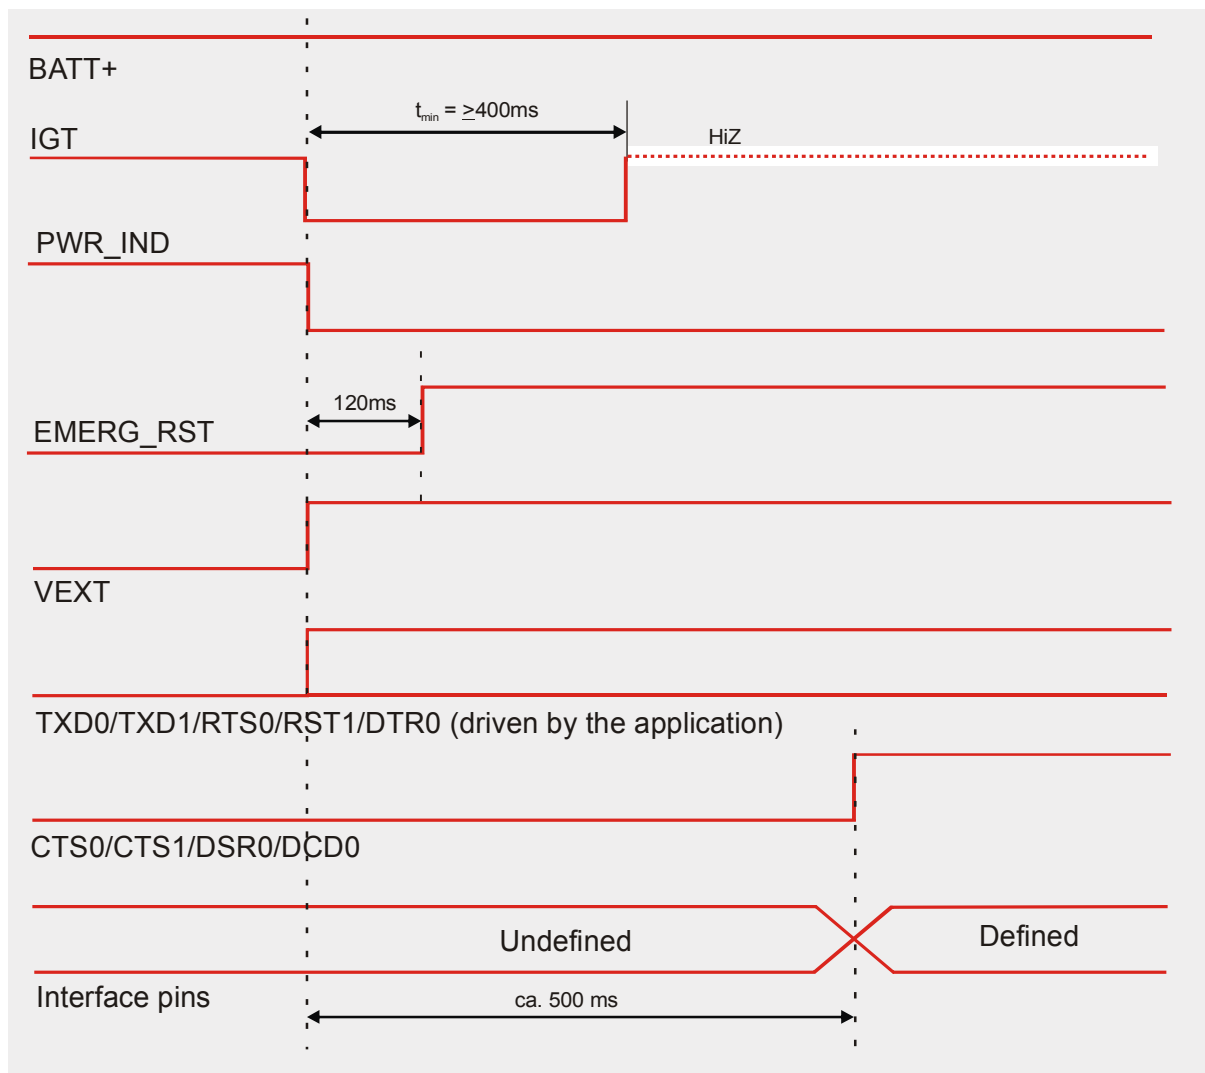 BATT+
tmin = ≥400ms
IGT
HiZ
PWR_IND
120ms
EMERG_RST
VEXT
TXD0/TXD1/RTS0/RST1/DTR0 (driven by the application)
CTS0/CTS1/DSR0/DCD0
Undefined
Defined
Interface pins
ca. 500 ms